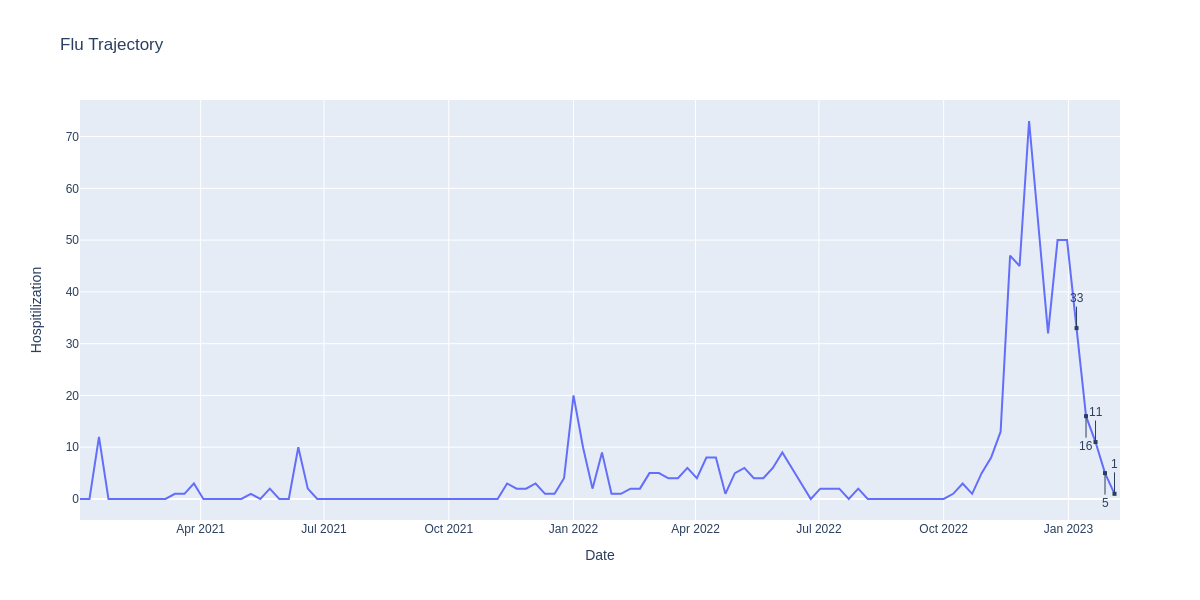 Flu Trajectory
70
60
50
40
30
20
10
0
Hospitilization
33
11
16
1
5
Apr 2021
Jul 2021
Oct 2021
Jan 2022
Apr 2022
Jul 2022
Oct 2022
Jan 2023
Date